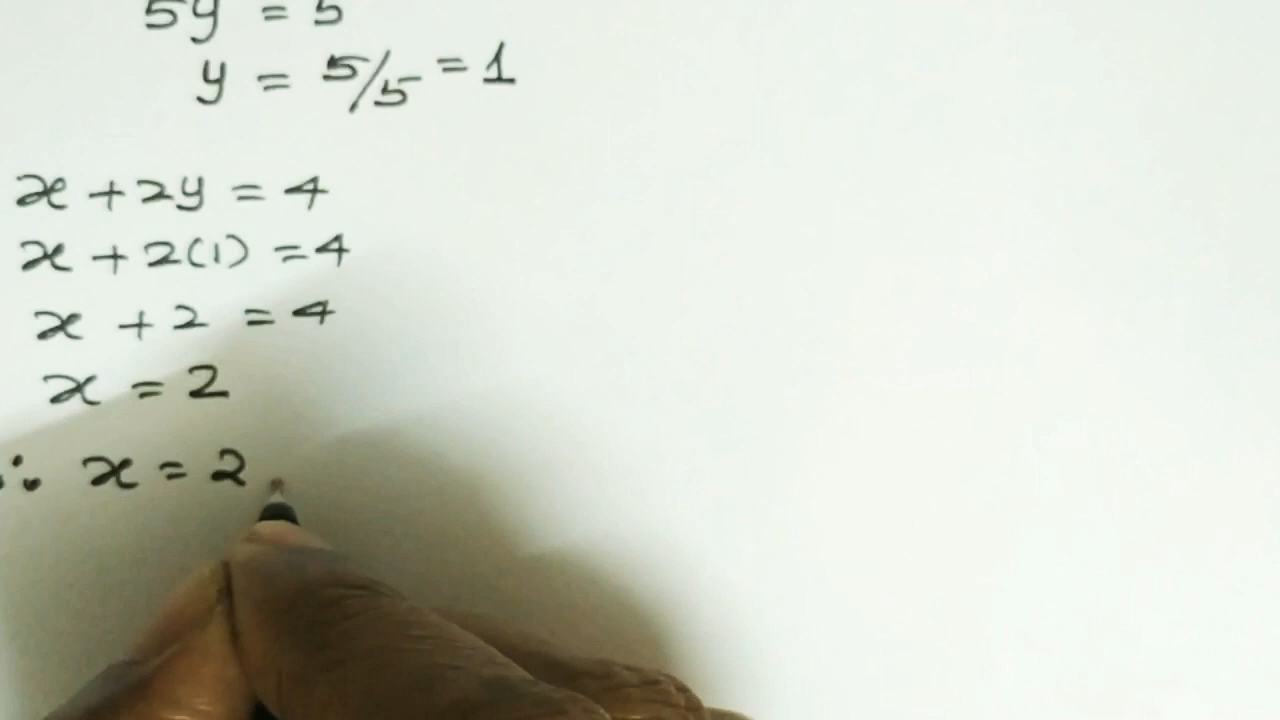 5y = 5
y = 5/5 = 1
x + 2y = 4
x + 2(1) = 4
x + 2 = 4
x = 2
∴ x = 2